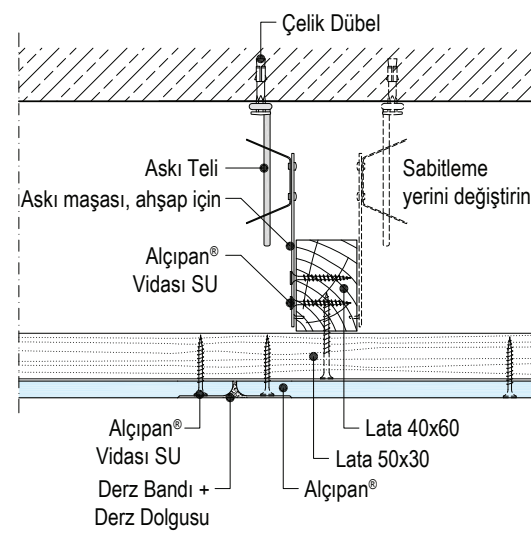 Çelik Dübel
Askı Teli
Askı maşası, ahşap için
Sabitleme
yerini değiştirin
Alçıpan®
Vidası SU
Alçıpan®
Vidası SU
Derz Bandı +
Derz Dolgusu
Lata 40x60
Lata 50x30
Alçıpan®